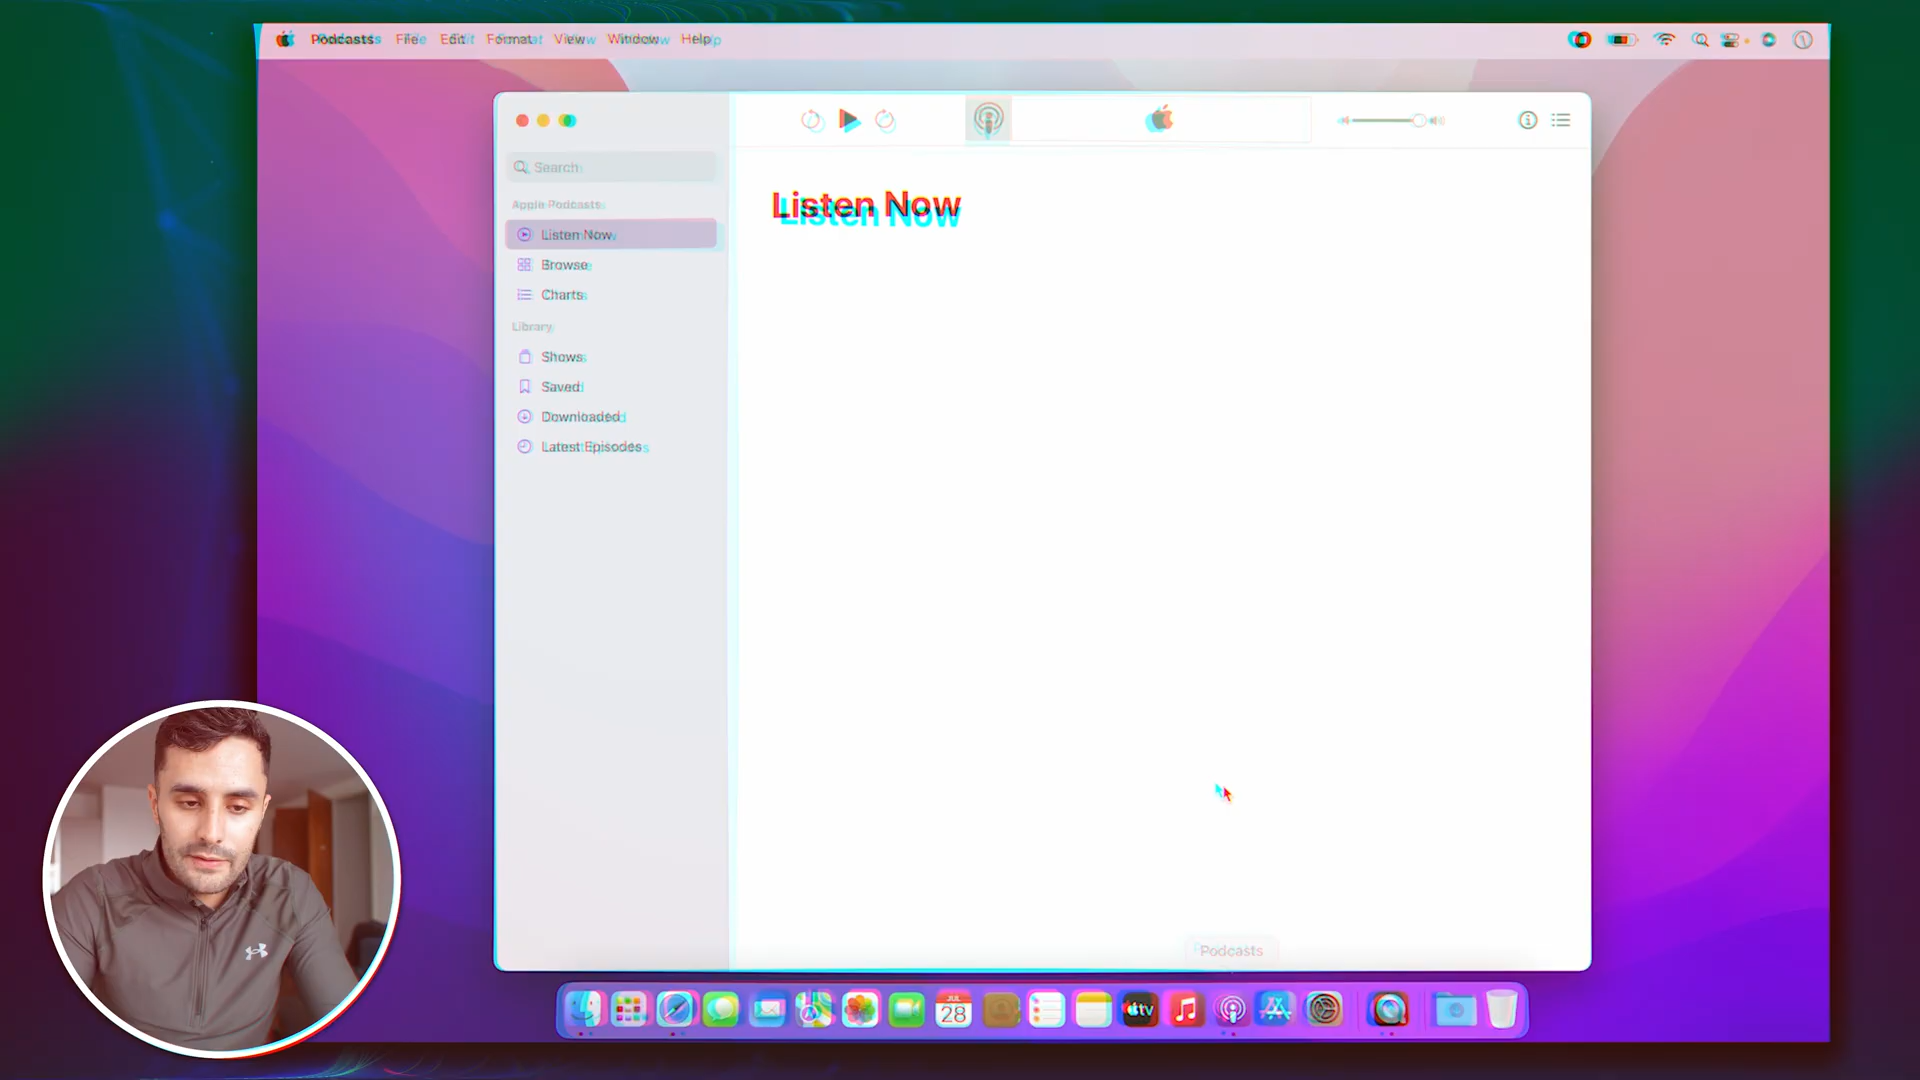 Podcasts File Edit Format View Window Help
Search
Apple Podcasts
Listen Now
Browse
Charts
Library
Shows
Saved
Downloaded
Latest Episodes
Listen Now
Podcasts
JUL
28
tv